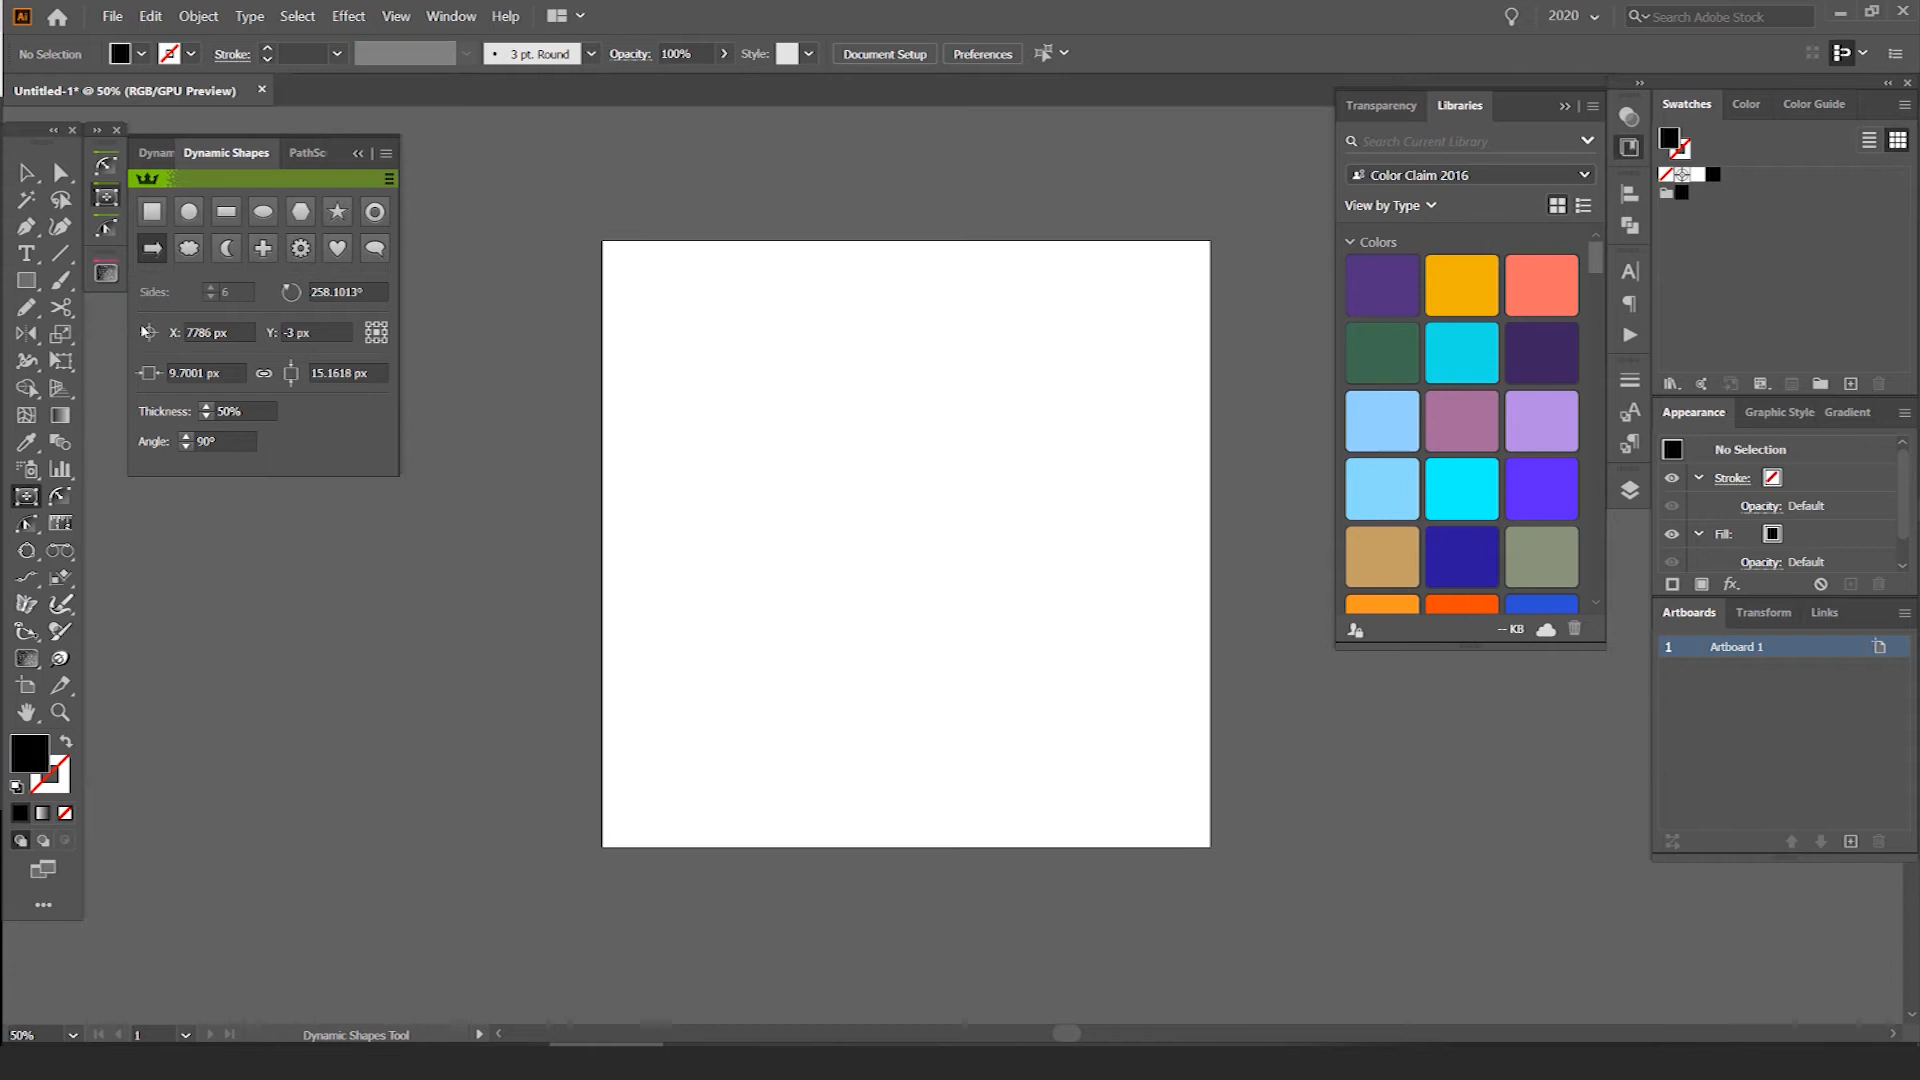 Ai File Edit Object Type Select Effect View Window Help 2020 Search Adobe Stock
No Selection Stroke: 3 pt. Round Opacity: 100% Style: Document Setup Preferences
Untitled-1* @ 50% (RGB/GPU Preview)
Dynam Dynamic Shapes PathSc
Sides: 6 258.1013°
X: 7786 px Y: -3 px
9.7001 px 15.1618 px
Thickness: 50%
Angle: 90°
Transparency Libraries
Search Current Library
Color Claim 2016
View by Type
Colors
-- KB
Swatches Color Color Guide
Appearance Graphic Style Gradient
No Selection
Stroke:
Opacity: Default
Fill:
Opacity: Default
fx
Artboards Transform Links
1 Artboard 1
50% 1 Dynamic Shapes Tool